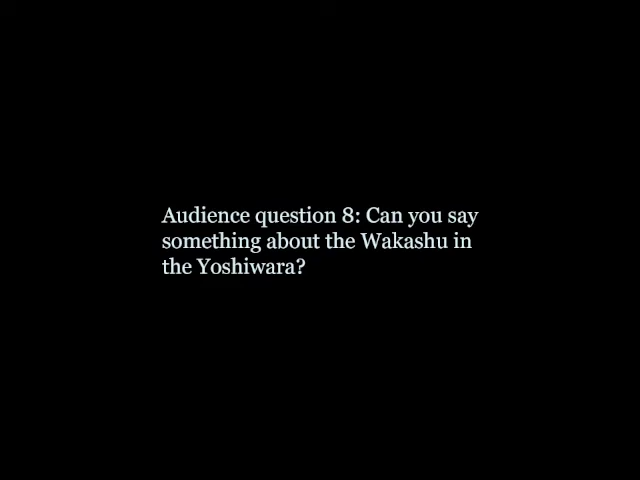 Audience question 8: Can you say
something about the Wakashu in
the Yoshiwara?